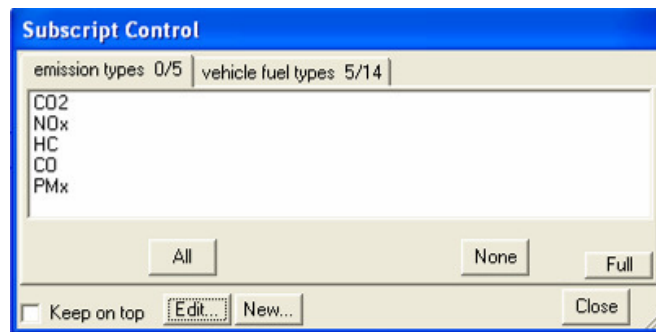 Subscript Control
emission types 0/5 vehicle fuel types 5/14
CO2
NOx
HC
CO
PMx
All None Full
Keep on top Edit... New... Close